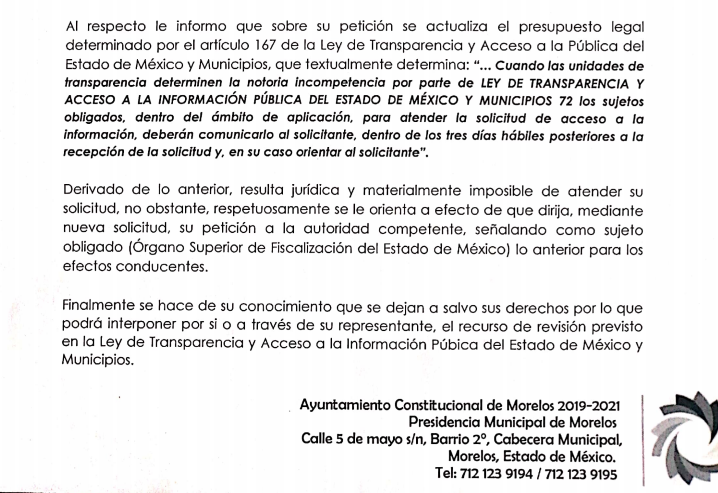 Al respecto le informo que sobre su petición se actualiza el presupuesto legal
determinado por el artículo 167 de la Ley de Transparencia y Acceso a la Pública del
Estado de México y Municipios, que textualmente determina: “... Cuando las unidades de
transparencia determinen la notoria incompetencia por parte de LEY DE TRANSPARENCIA Y
ACCESO A LA INFORMACIÓN PÚBLICA DEL ESTADO DE MÉXICO Y MUNICIPIOS 72 los sujetos
obligados, dentro del ámbito de aplicación, para atender la solicitud de acceso a la
información, deberán comunicarlo al solicitante, dentro de los tres días hábiles posteriores a la
recepción de la solicitud y, en su caso orientar al solicitante”.
Derivado de lo anterior, resulta jurídica y materialmente imposible de atender su
solicitud, no obstante, respetuosamente se le orienta a efecto de que dirija, mediante
nueva solicitud, su petición a la autoridad competente, señalando como sujeto
obligado (Órgano Superior de Fiscalización del Estado de México) lo anterior para los
efectos conducentes.
Finalmente se hace de su conocimiento que se dejan a salvo sus derechos por lo que
podrá interponer por si o a través de su representante, el recurso de revisión previsto
en la Ley de Transparencia y Acceso a la Información Púbica del Estado de México y
Municipios.
Ayuntamiento Constitucional de Morelos 2019-2021
Presidencia Municipal de Morelos
Calle 5 de mayo s/n, Barrio 2º, Cabecera Municipal,
Morelos, Estado de México.
Tel: 712 123 9194 / 712 123 9195